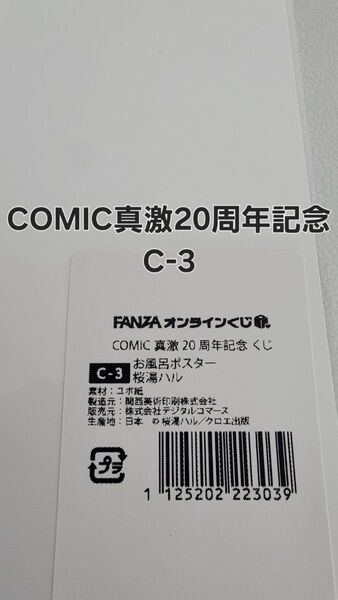 COMIC真激20周年記念
C-3
FANZA オンラインくじ
COMIC 真激 20 周年記念 くじ
C-3 お風呂ポスター
桜湯ハル
素材：ユポ紙
製造元：関西美術印刷株式会社
販売元：株式会社デジタルコマース
生産地：日本 の桜湯ハル/クロエ出版
プラ
1 125202 223039